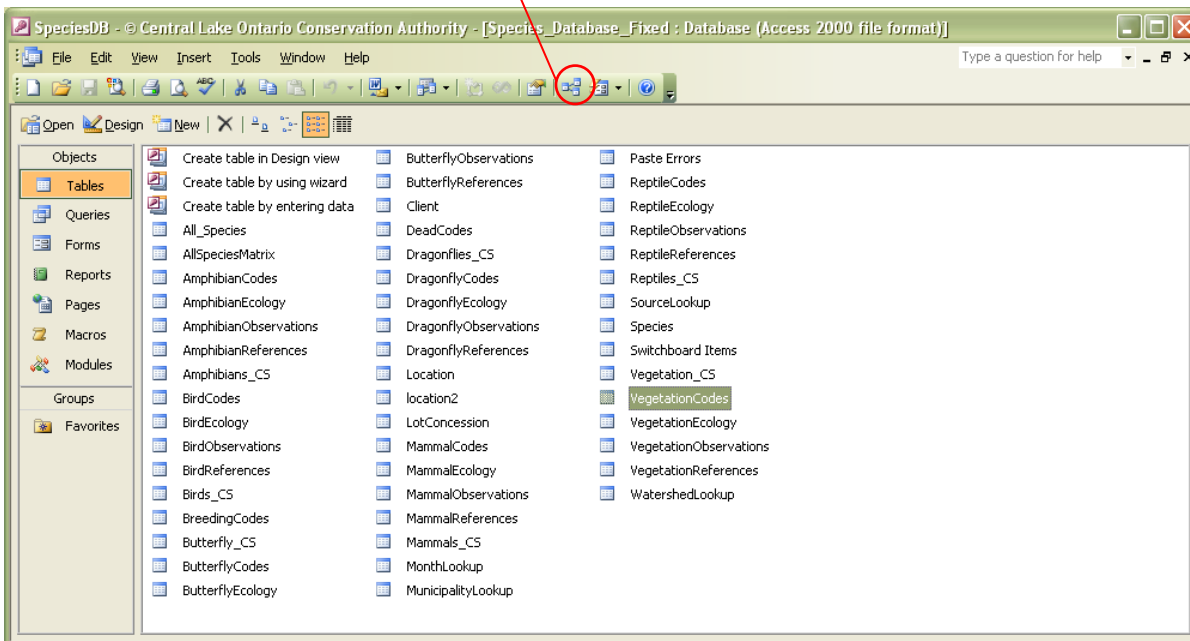 SpeciesDB - © Central Lake Ontario Conservation Authority - [Species_Database_Fixed : Database (Access 2000 file format)]
File Edit View Insert Tools Window Help
Type a question for help
Open Design New
Objects
Tables
Queries
Forms
Reports
Pages
Macros
Modules
Groups
Favorites
Create table in Design view
Create table by using wizard
Create table by entering data
All_Species
AllSpeciesMatrix
AmphibianCodes
AmphibianEcology
AmphibianObservations
AmphibianReferences
Amphibians_CS
BirdCodes
BirdEcology
BirdObservations
BirdReferences
Birds_CS
BreedingCodes
Butterfly_CS
ButterflyCodes
ButterflyEcology
ButterflyObservations
ButterflyReferences
Client
DeadCodes
Dragonflies_CS
DragonflyCodes
DragonflyEcology
DragonflyObservations
DragonflyReferences
Location
location2
LotConcession
MammalCodes
MammalEcology
MammalObservations
MammalReferences
Mammals_CS
MonthLookup
MunicipalityLookup
Paste Errors
ReptileCodes
ReptileEcology
ReptileObservations
ReptileReferences
Reptiles_CS
SourceLookup
Species
Switchboard Items
Vegetation_CS
VegetationCodes
VegetationEcology
VegetationObservations
VegetationReferences
WatershedLookup